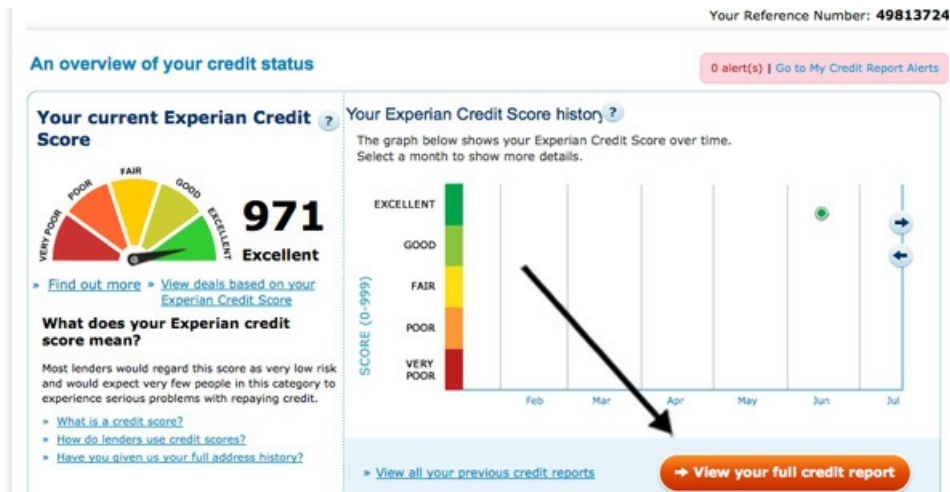 Your Reference Number: 49813724
An overview of your credit status
0 alert(s) | Go to My Credit Report Alerts
Your current Experian Credit ?
Score
VERY POOR
POOR
FAIR
GOOD
EXCELLENT
971
Excellent
» Find out more » View deals based on your
Experian Credit Score
What does your Experian credit
score mean?
Most lenders would regard this score as very low risk
and would expect very few people in this category to
experience serious problems with repaying credit.
» What is a credit score?
» How do lenders use credit scores?
» Have you given us your full address history?
Your Experian Credit Score history ?
The graph below shows your Experian Credit Score over time.
Select a month to show more details.
SCORE (0-999)
EXCELLENT
GOOD
FAIR
POOR
VERY
POOR
Feb Mar Apr May Jun Jul
» View all your previous credit reports
View your full credit report